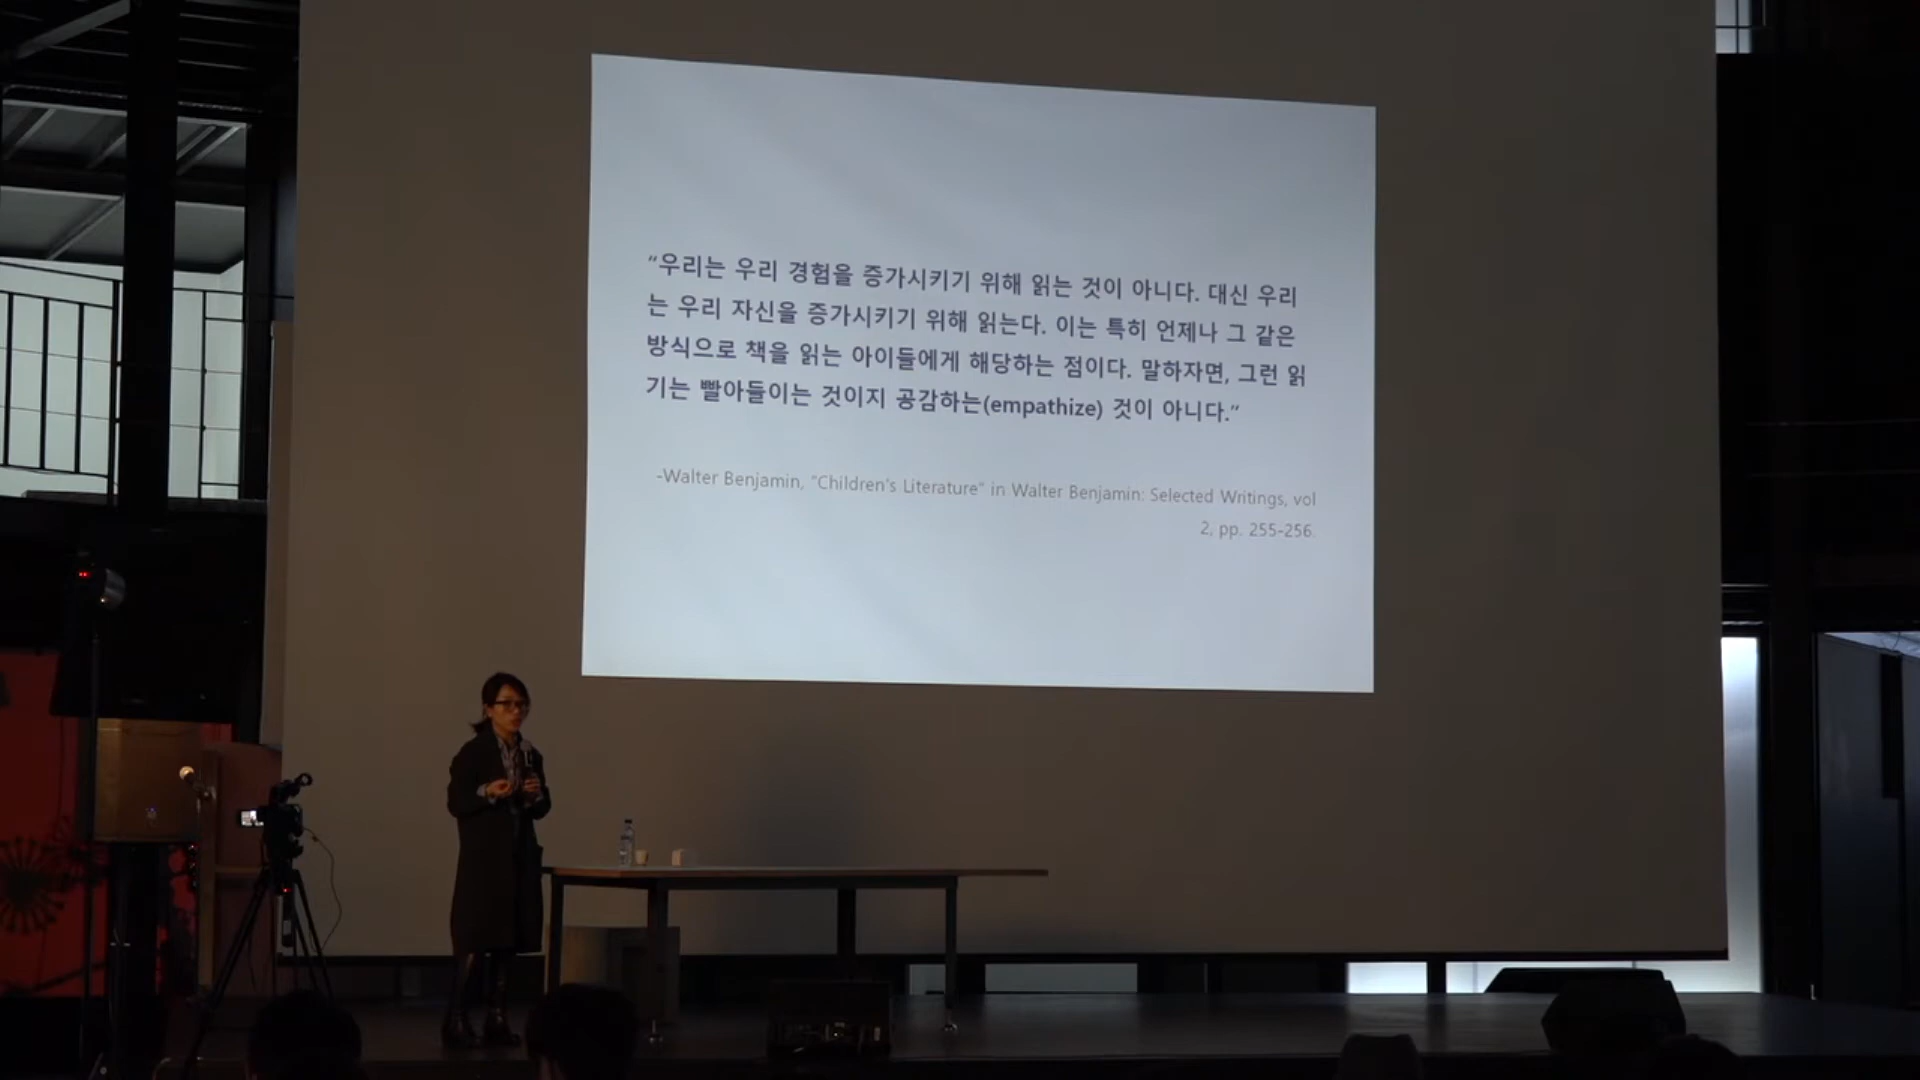 “우리는 우리 경험을 증가시키기 위해 읽는 것이 아니다. 대신 우리
는 우리 자신을 증가시키기 위해 읽는다. 이는 특히 언제나 그 같은
방식으로 책을 읽는 아이들에게 해당하는 점이다. 말하자면, 그런 읽
기는 빨아들이는 것이지 공감하는(empathize) 것이 아니다.”
-Walter Benjamin, “Children’s Literature” in Walter Benjamin: Selected Writings, vol
2, pp. 255-256.